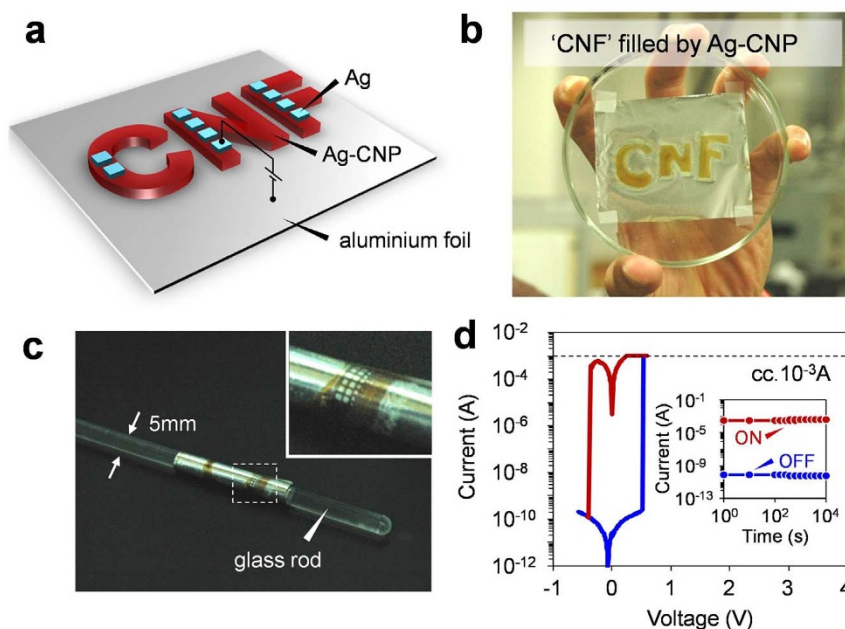 a
Ag
Ag-CNP
aluminium foil
b
‘CNF’ filled by Ag-CNP
CNF
c
5mm
glass rod
d
Current (A)
10⁻²
10⁻⁴
10⁻⁶
10⁻⁸
10⁻¹⁰
10⁻¹²
cc.10⁻³A
Current (A)
10⁻¹
10⁻⁵
10⁻⁹
10⁻¹³
ON
OFF
10⁰ 10² 10⁴
Time (s)
-1 0 1 2 3 4
Voltage (V)